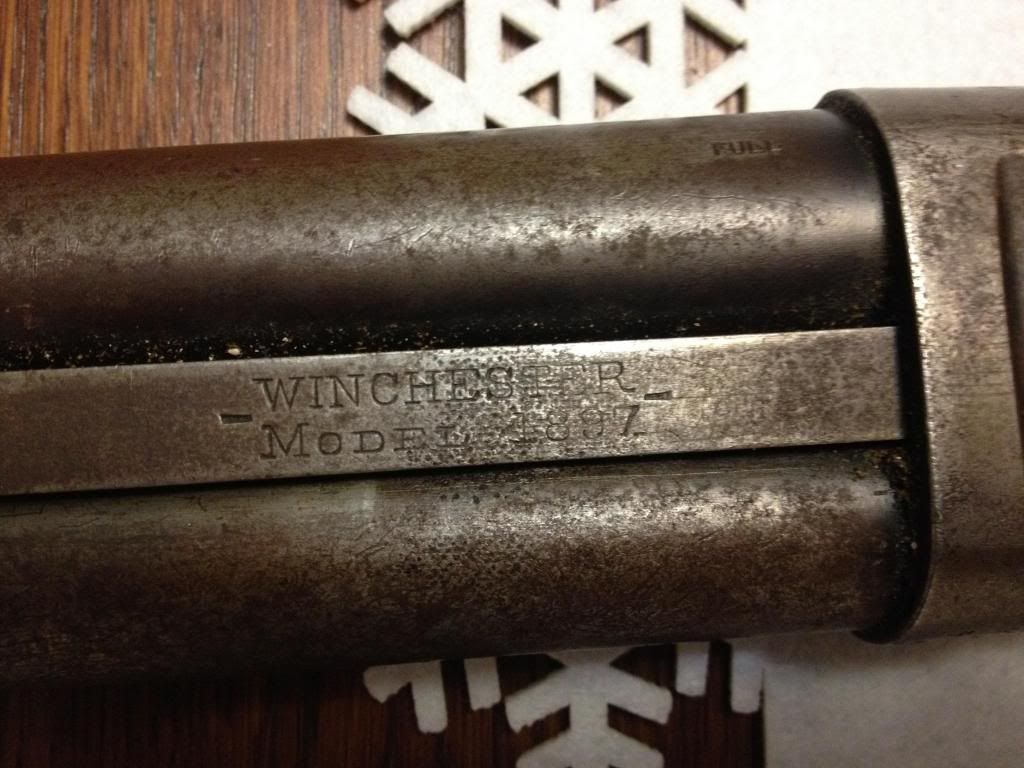 FULL
- WINCHESTER -
MODEL 1897